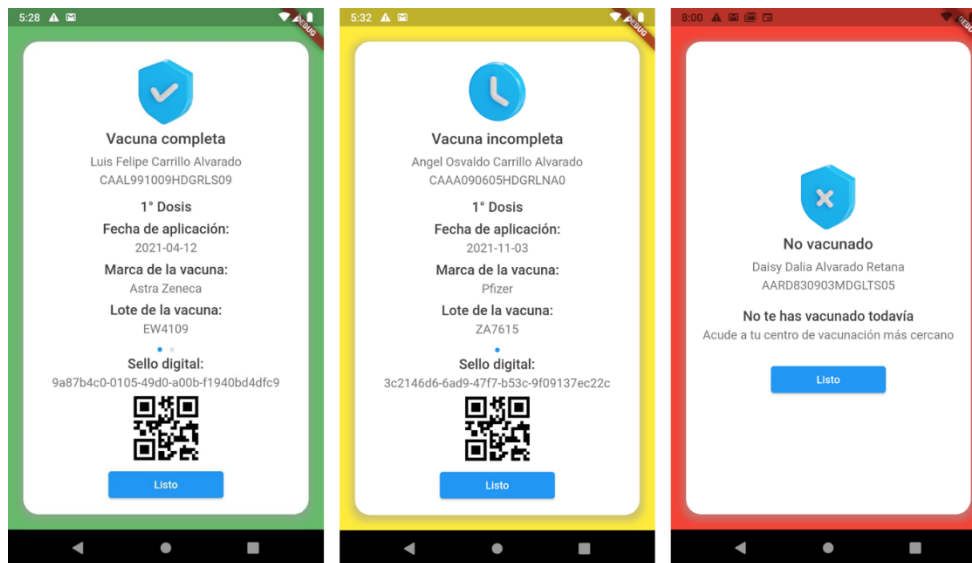 5:28
DEBUG
Vacuna completa
Luis Felipe Carrillo Alvarado
CAAL991009HDGRLS09
1° Dosis
Fecha de aplicación:
2021-04-12
Marca de la vacuna:
Astra Zeneca
Lote de la vacuna:
EW4109
Sello digital:
9a87b4c0-0105-49d0-a00b-f1940bd4dfc9
Listo
5:32
DEBUG
Vacuna incompleta
Angel Osvaldo Carrillo Alvarado
CAAA090605HDGRLNA0
1° Dosis
Fecha de aplicación:
2021-11-03
Marca de la vacuna:
Pfizer
Lote de la vacuna:
ZA7615
Sello digital:
3c2146d6-6ad9-47f7-b53c-9f09137ec22c
Listo
8:00
No vacunado
Daisy Dalia Alvarado Retana
AARD830903MDGLTS05
No te has vacunado todavía
Acude a tu centro de vacunación más cercano
Listo